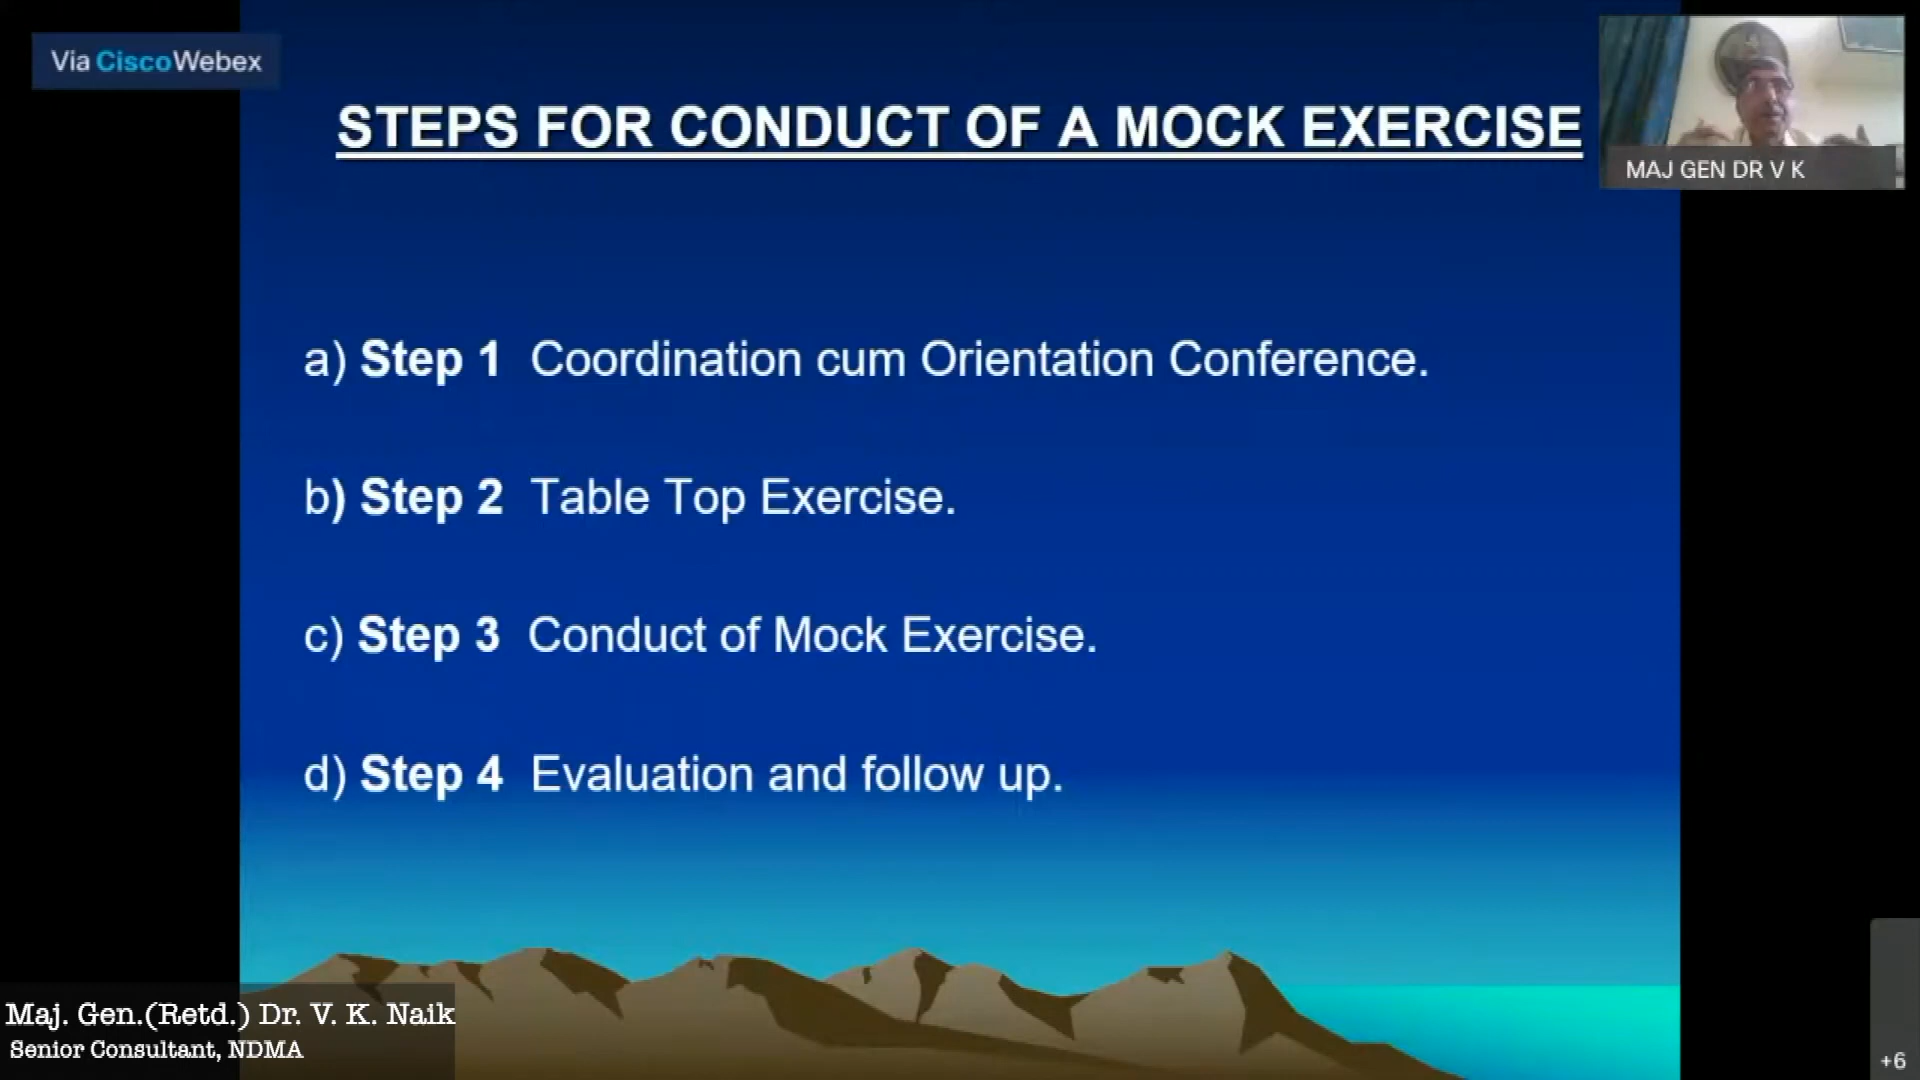 Via CiscoWebex
STEPS FOR CONDUCT OF A MOCK EXERCISE
MAJ GEN DR V K
a) Step 1 Coordination cum Orientation Conference.
b) Step 2 Table Top Exercise.
c) Step 3 Conduct of Mock Exercise.
d) Step 4 Evaluation and follow up.
Maj. Gen.(Retd.) Dr. V. K. Naik
Senior Consultant, NDMA
+6